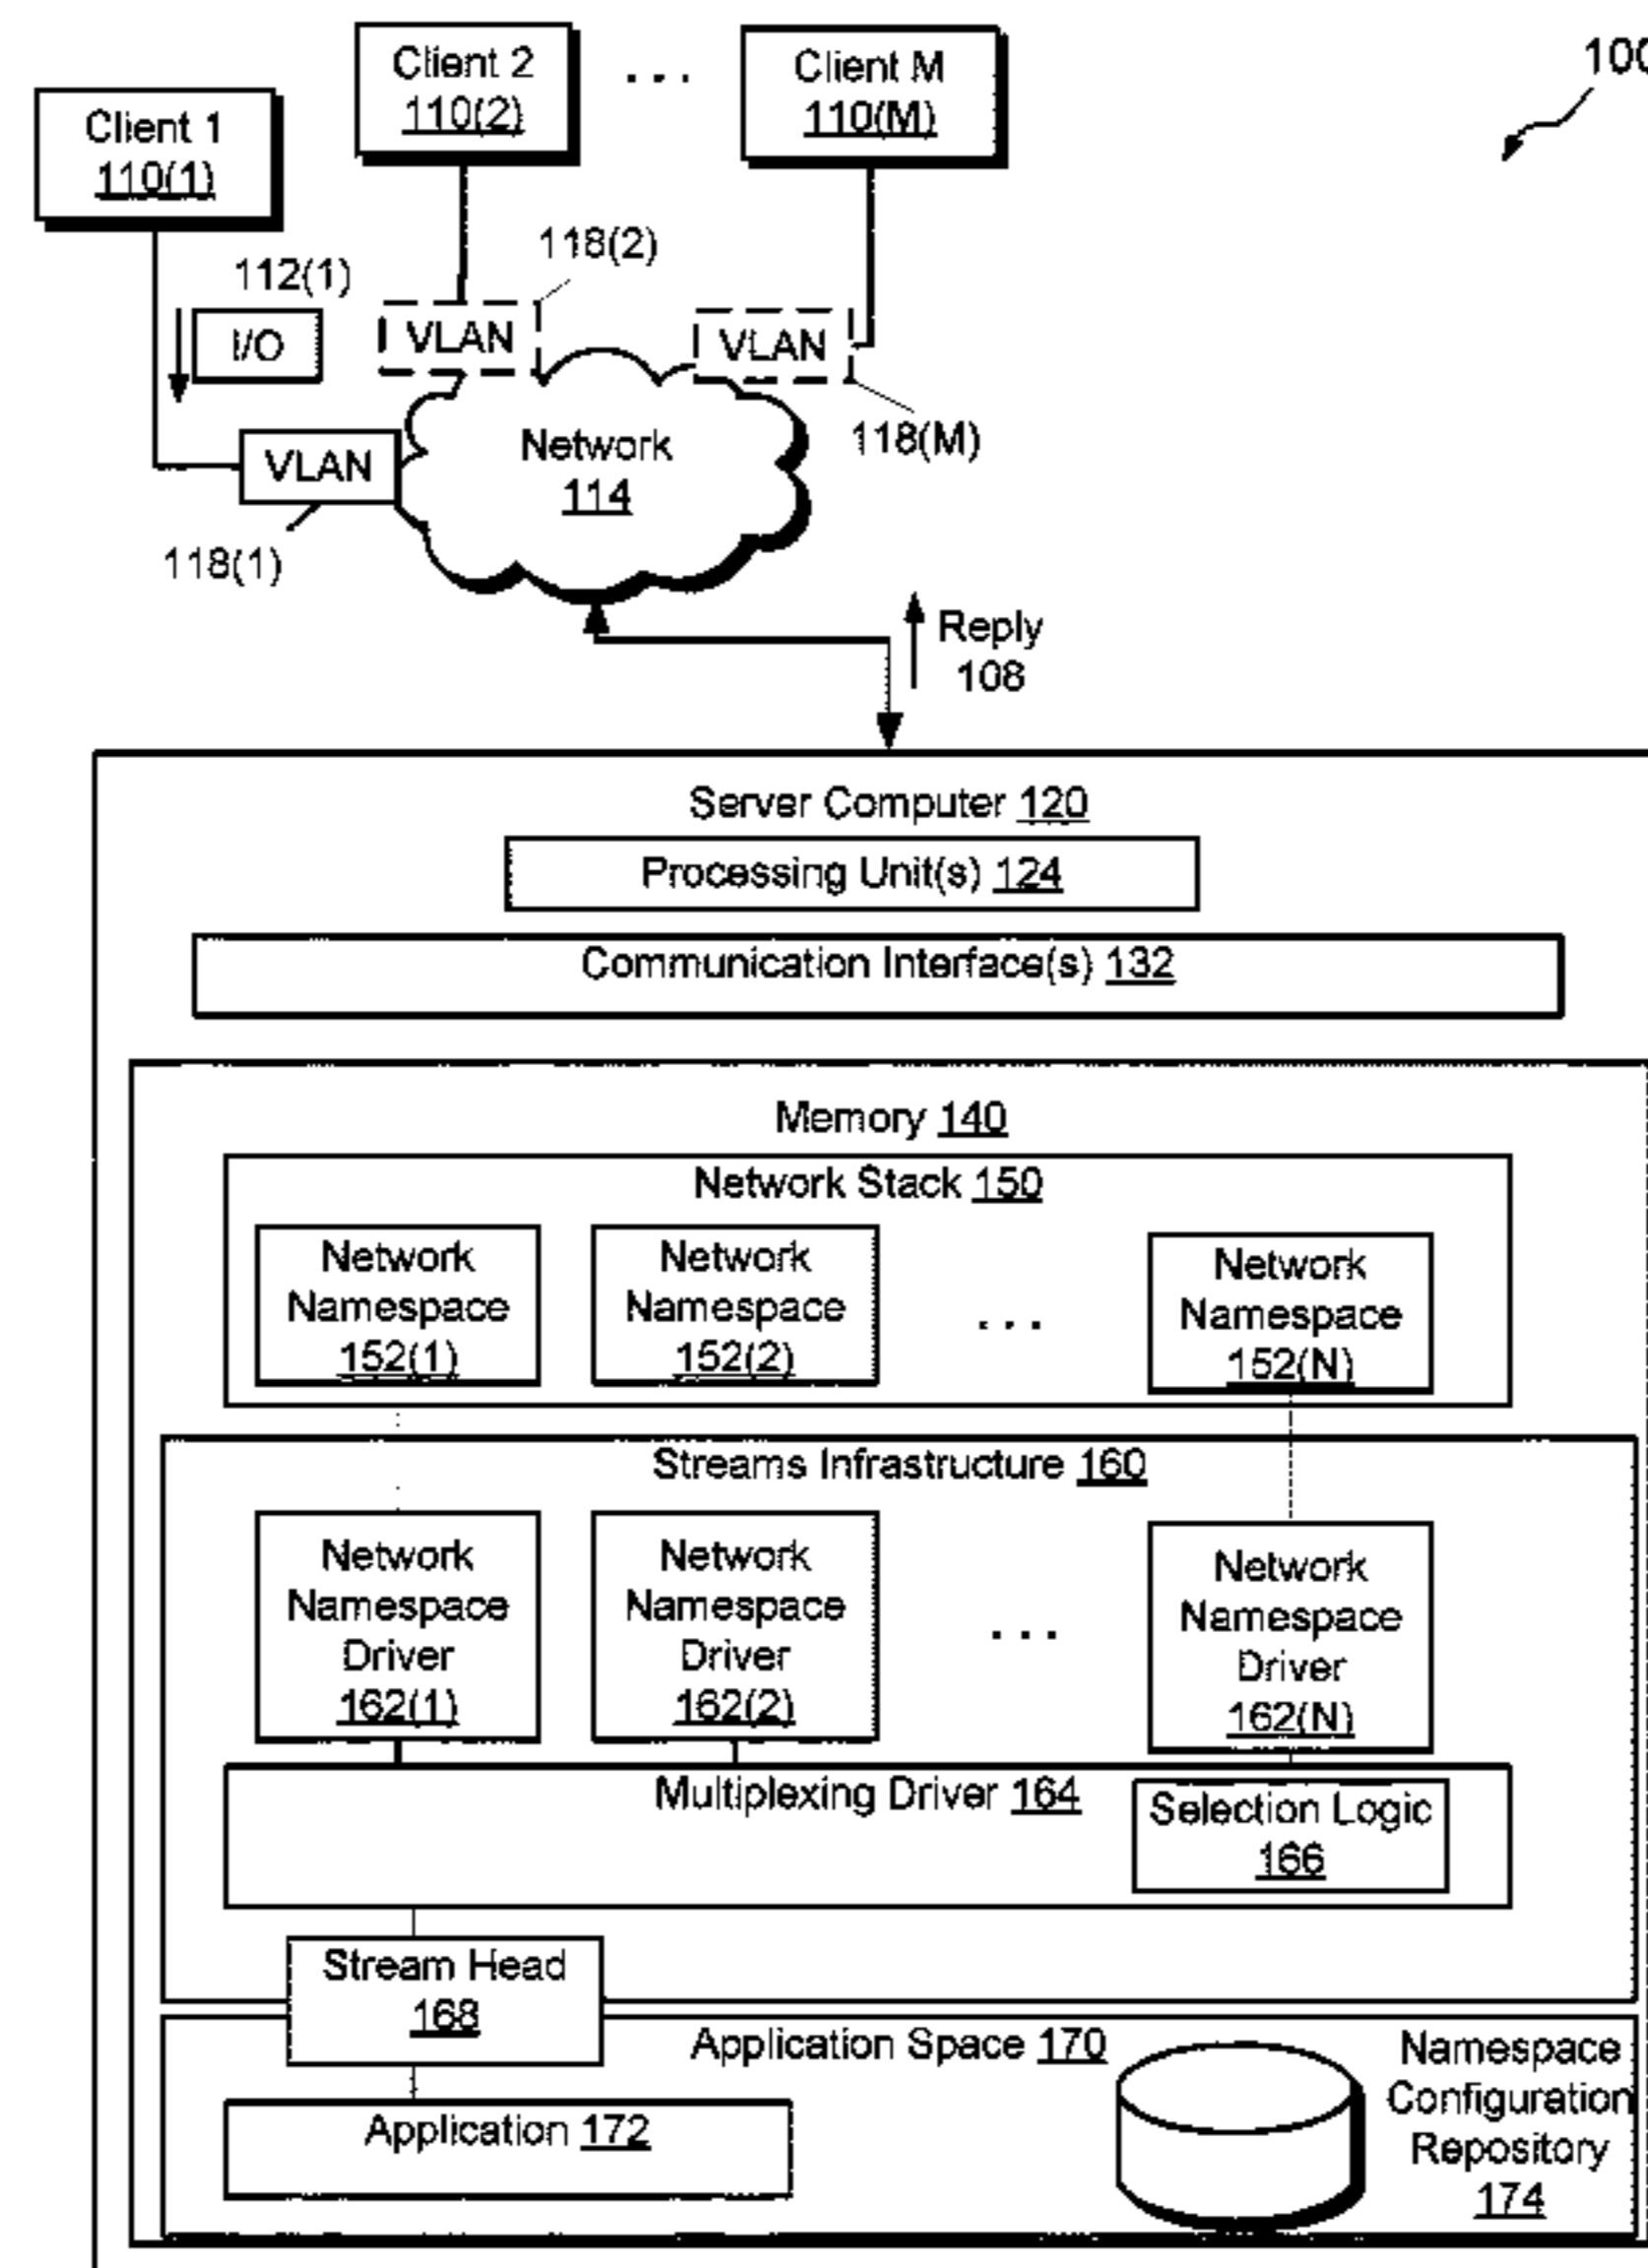 100
Client 1
110(1)
Client 2
110(2)
...
Client M
110(M)
112(1)
I/O
118(2)
VLAN
VLAN
118(M)
VLAN
118(1)
Network
114
Reply
108
Server Computer 120
Processing Unit(s) 124
Communication Interface(s) 132
Memory 140
Network Stack 150
Network
Namespace
152(1)
Network
Namespace
152(2)
...
Network
Namespace
152(N)
Streams Infrastructure 160
Network
Namespace
Driver
162(1)
Network
Namespace
Driver
162(2)
...
Network
Namespace
Driver
162(N)
Multiplexing Driver 164
Selection Logic
166
Stream Head
168
Application Space 170
Application 172
Namespace
Configuration
Repository
174